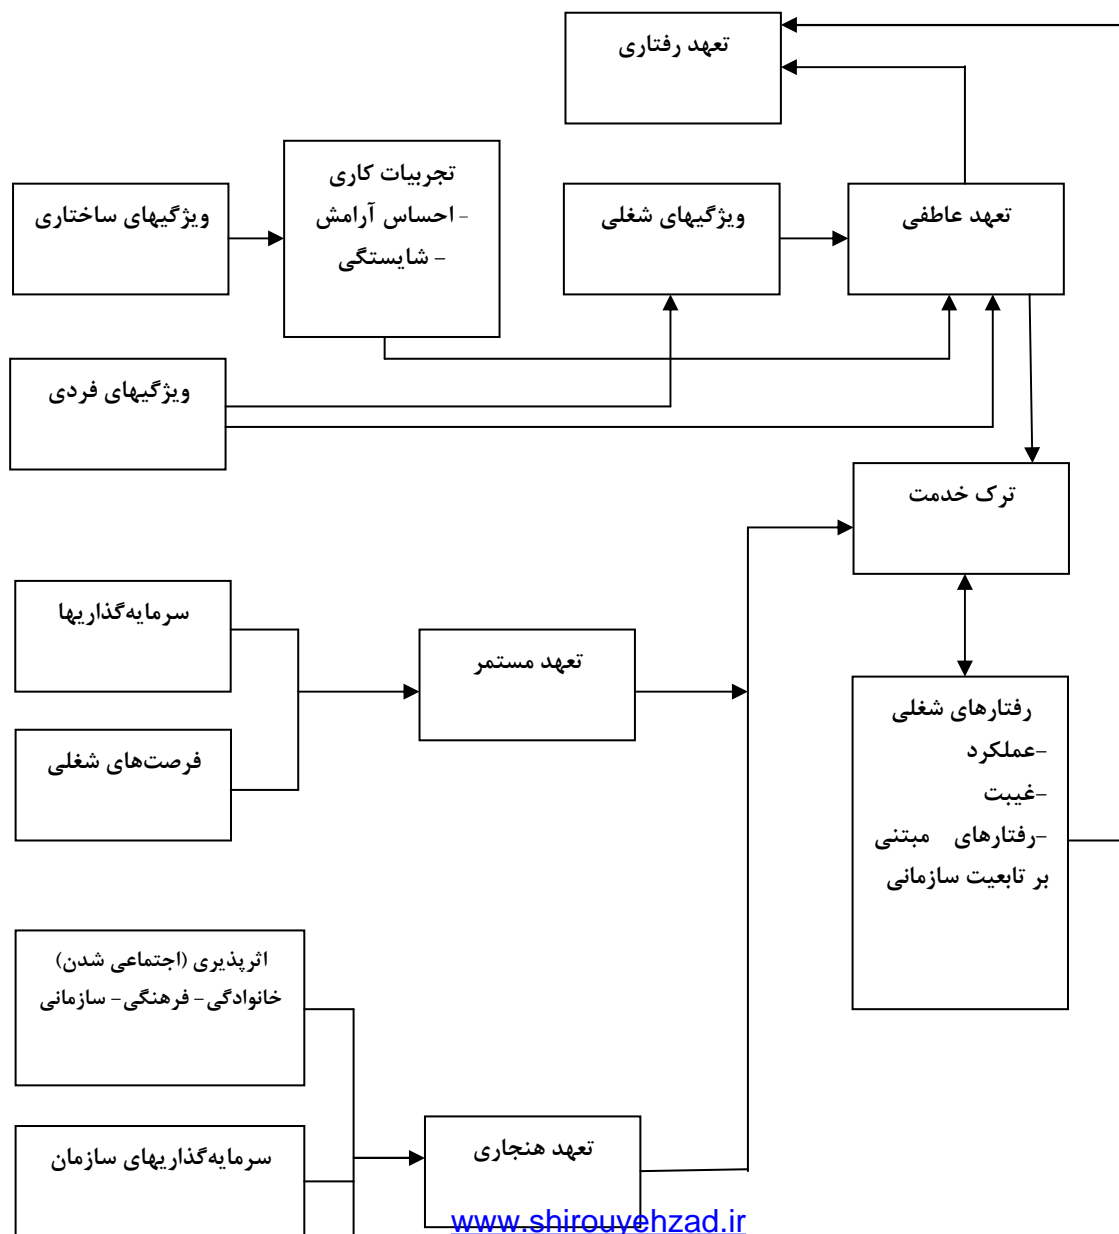 تعهد رفتاری
تجربیات کاری
- احساس آرامش
- شایستگی
ویژگیهای ساختاری
ویژگیهای شغلی
تعهد عاطفی
ویژگیهای فردی
ترک خدمت
سرمایه‌گذاریها
تعهد مستمر
فرصت‌های شغلی
رفتارهای شغلی
-عملکرد
-غیبت
-رفتارهای مبتنی
بر تابعیت سازمانی
اثرپذیری (اجتماعی شدن)
خانوادگی- فرهنگی- سازمانی
تعهد هنجاری
سرمایه‌گذاریهای سازمان
www.shirouyehzad.ir